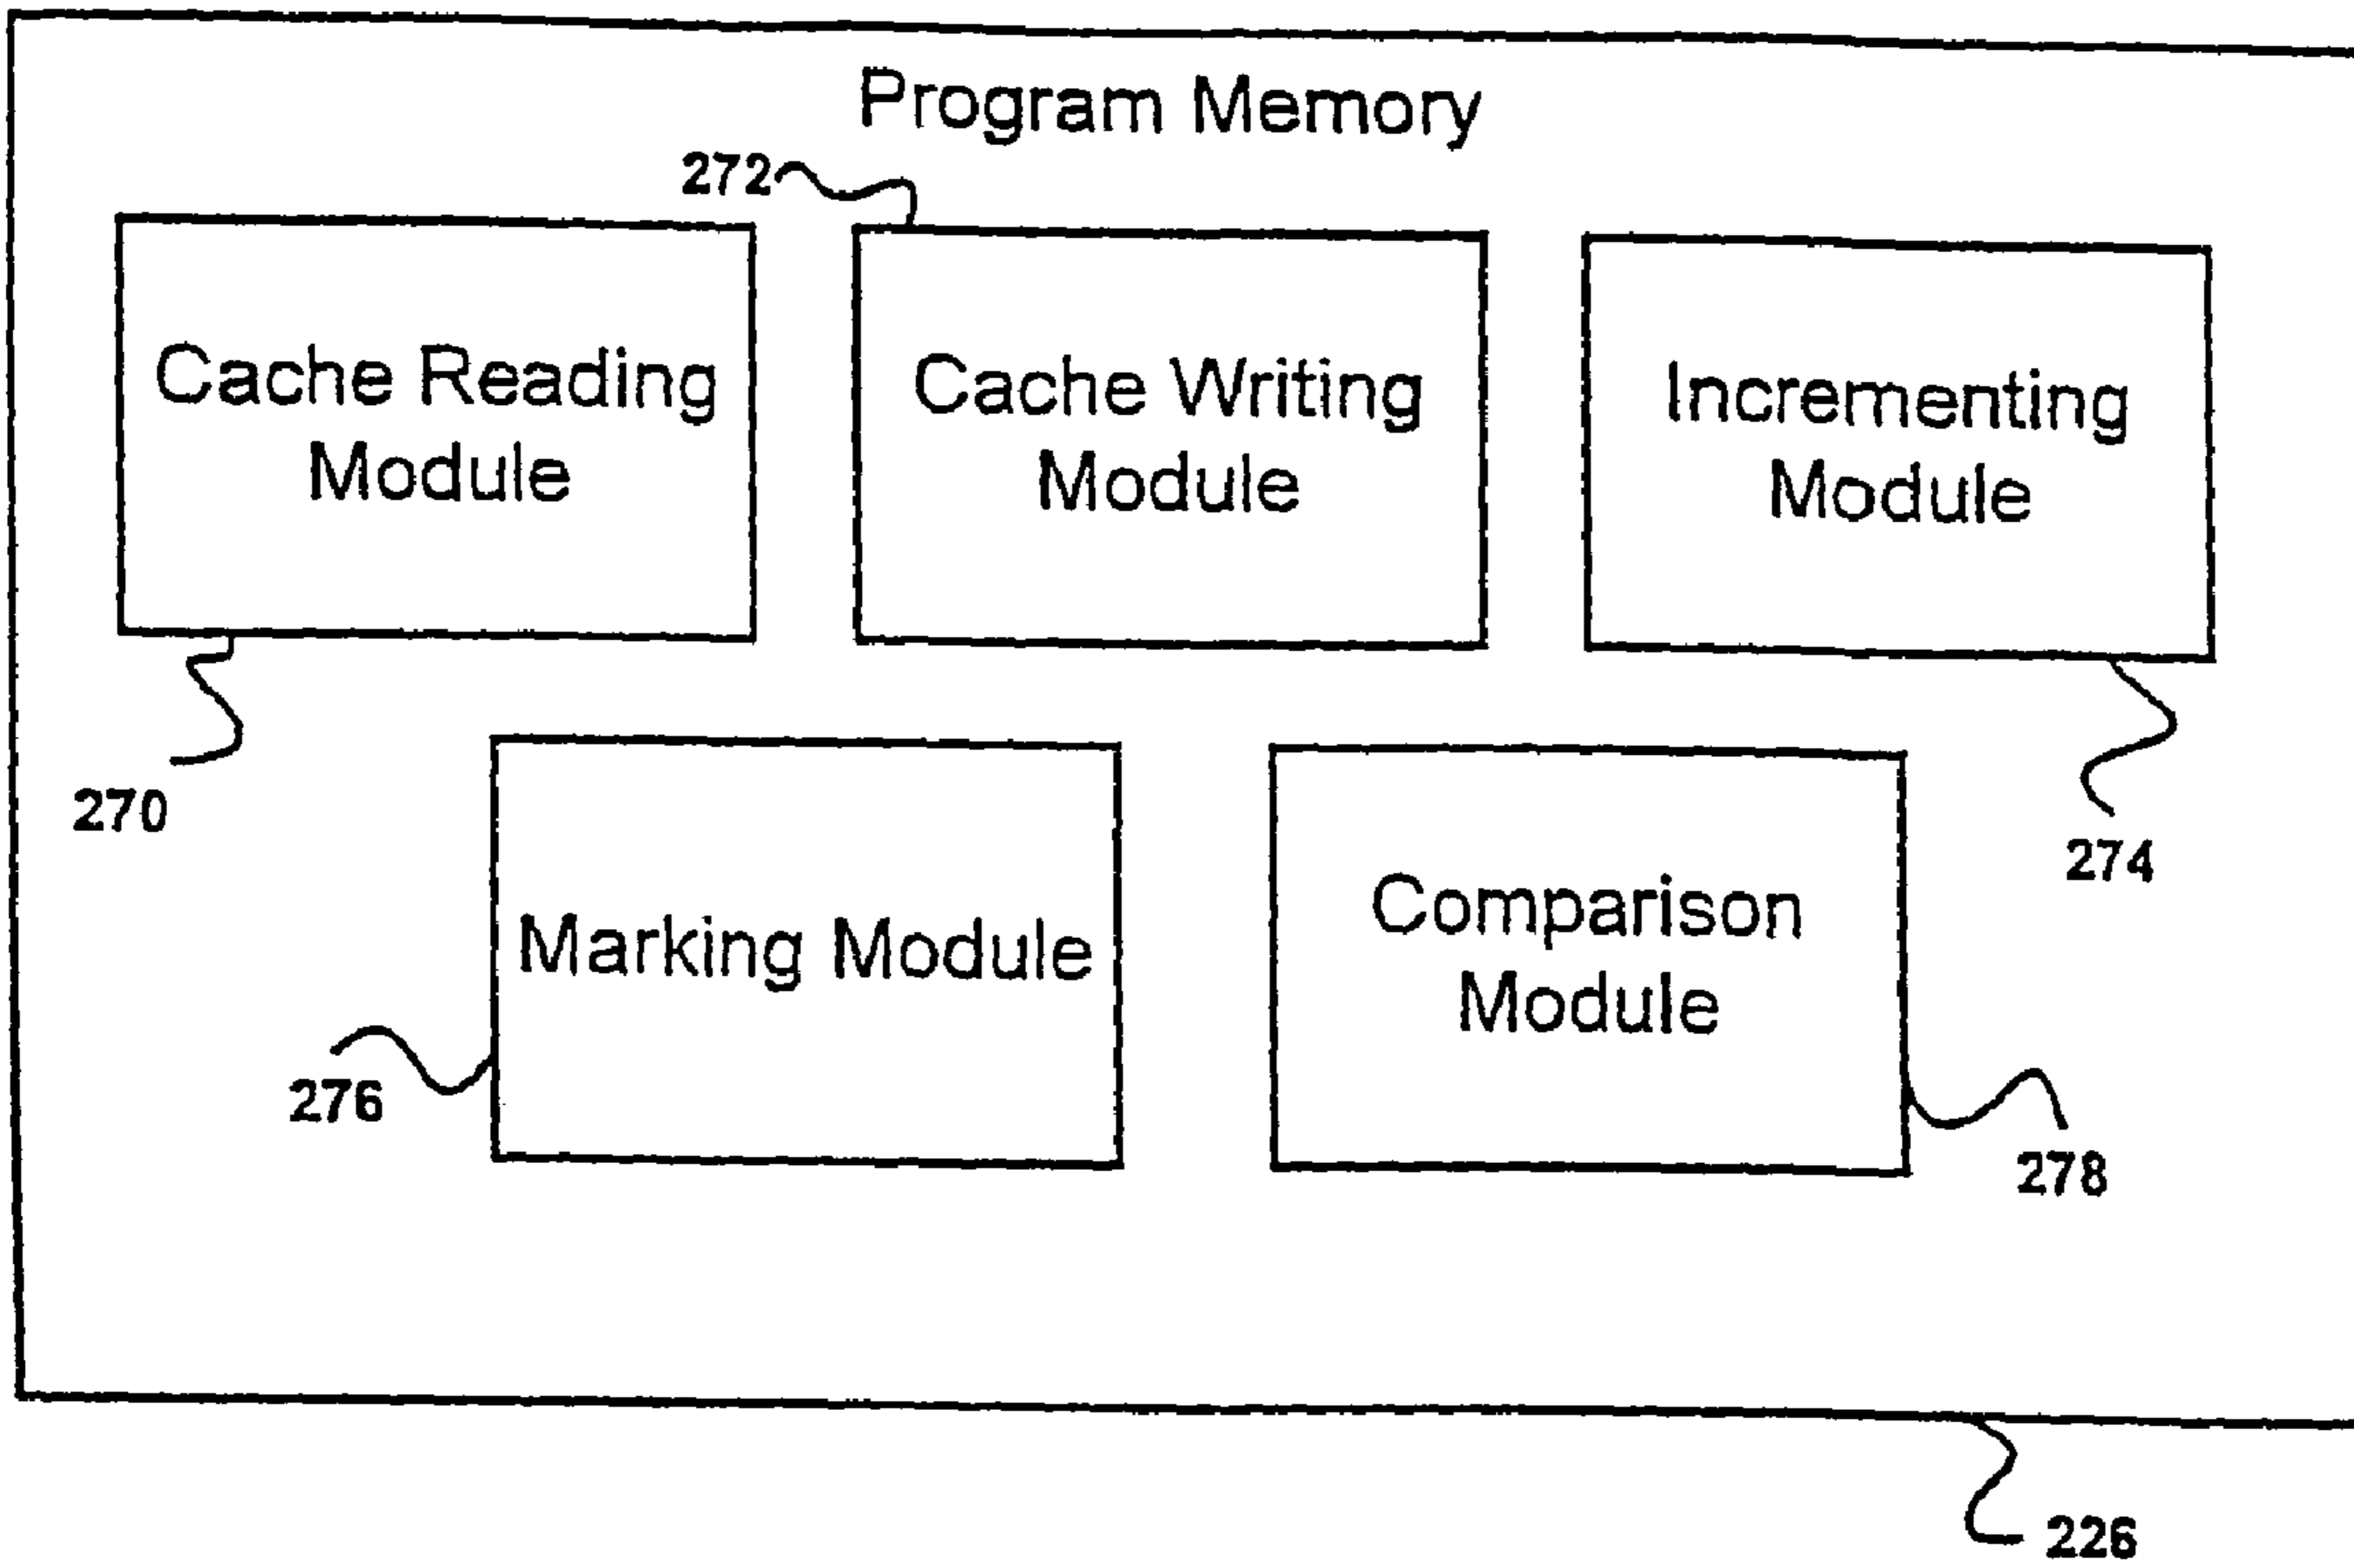 Program Memory
272
Cache Reading
Module
Cache Writing
Module
Incrementing
Module
270
274
Marking Module
Comparison
Module
276
278
226